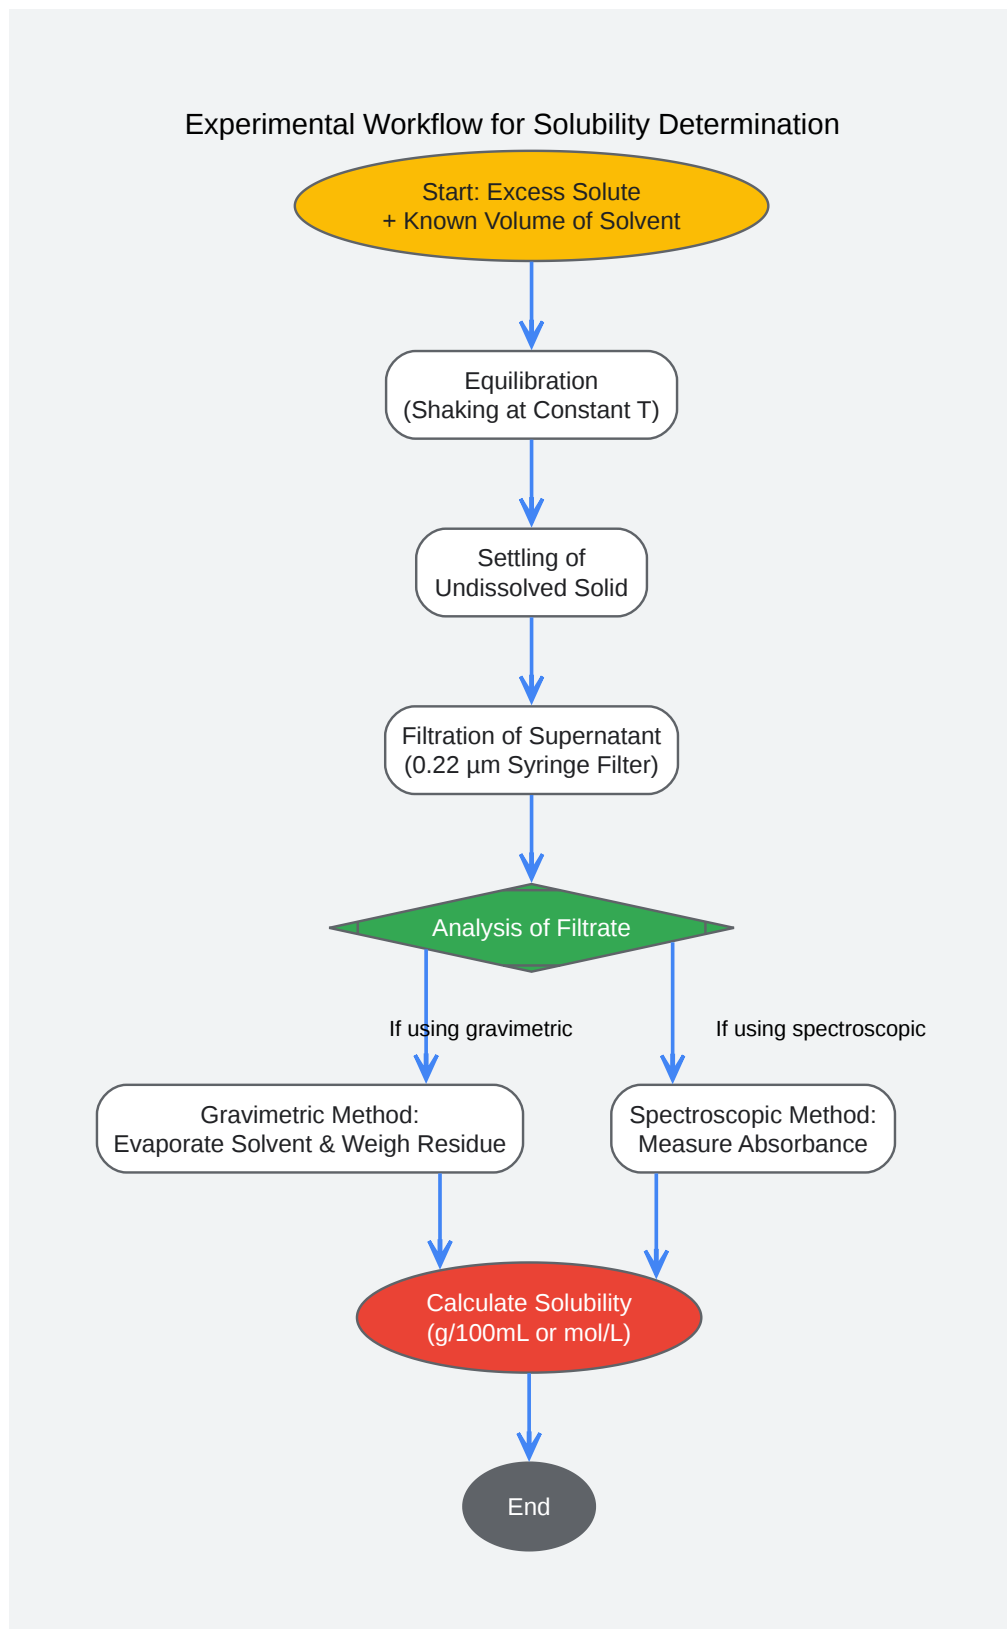 Experimental Workflow for Solubility Determination
Start: Excess Solute
+ Known Volume of Solvent
Equilibration
(Shaking at Constant T)
Settling of
Undissolved Solid
Filtration of Supernatant
(0.22 µm Syringe Filter)
Analysis of Filtrate
If using gravimetric
If using spectroscopic
Gravimetric Method:
Evaporate Solvent & Weigh Residue
Spectroscopic Method:
Measure Absorbance
Calculate Solubility
(g/100mL or mol/L)
End